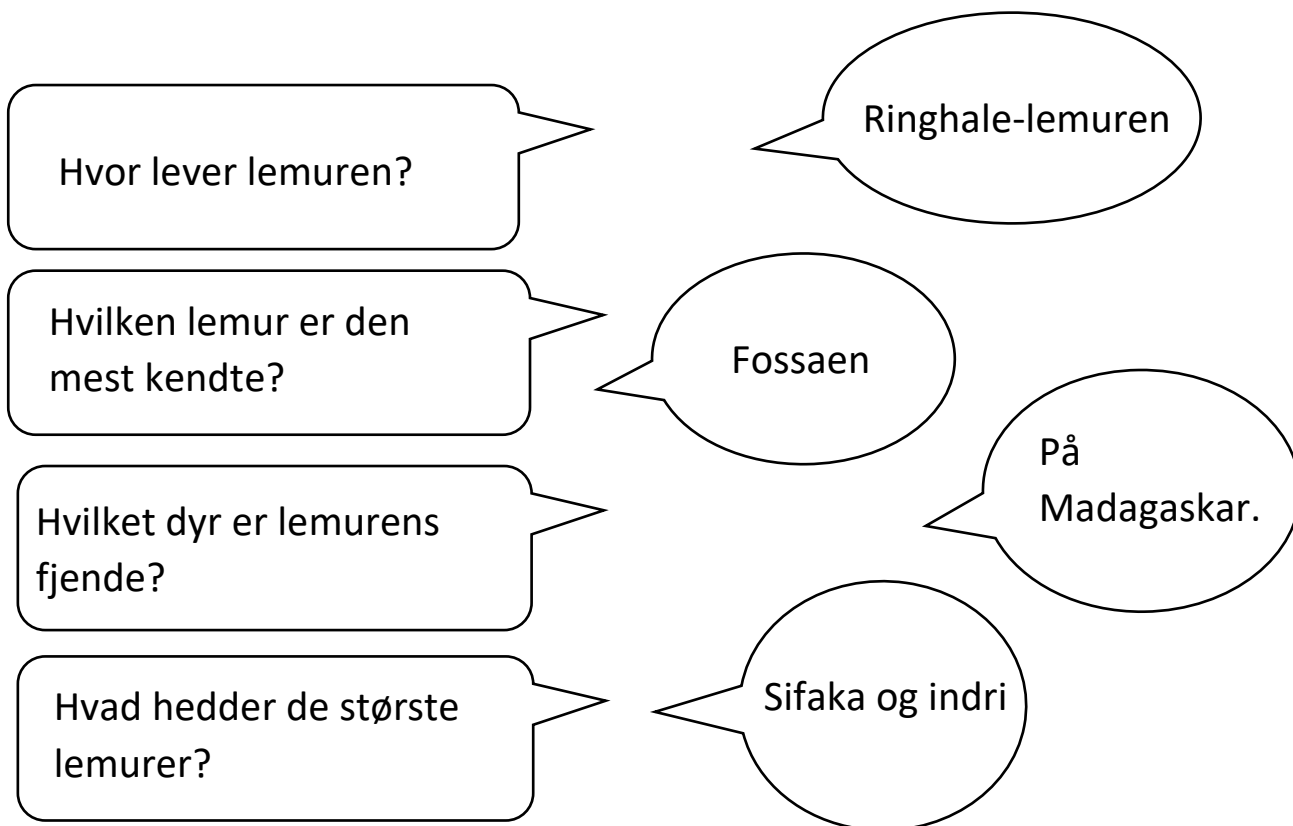 Ringhale-lemuren
Hvor lever lemuren?
Hvilken lemur er den
mest kendte?
Fossaen
På
Madagaskar.
Hvilket dyr er lemurens
fjende?
Sifaka og indri
Hvad hedder de største
lemurer?